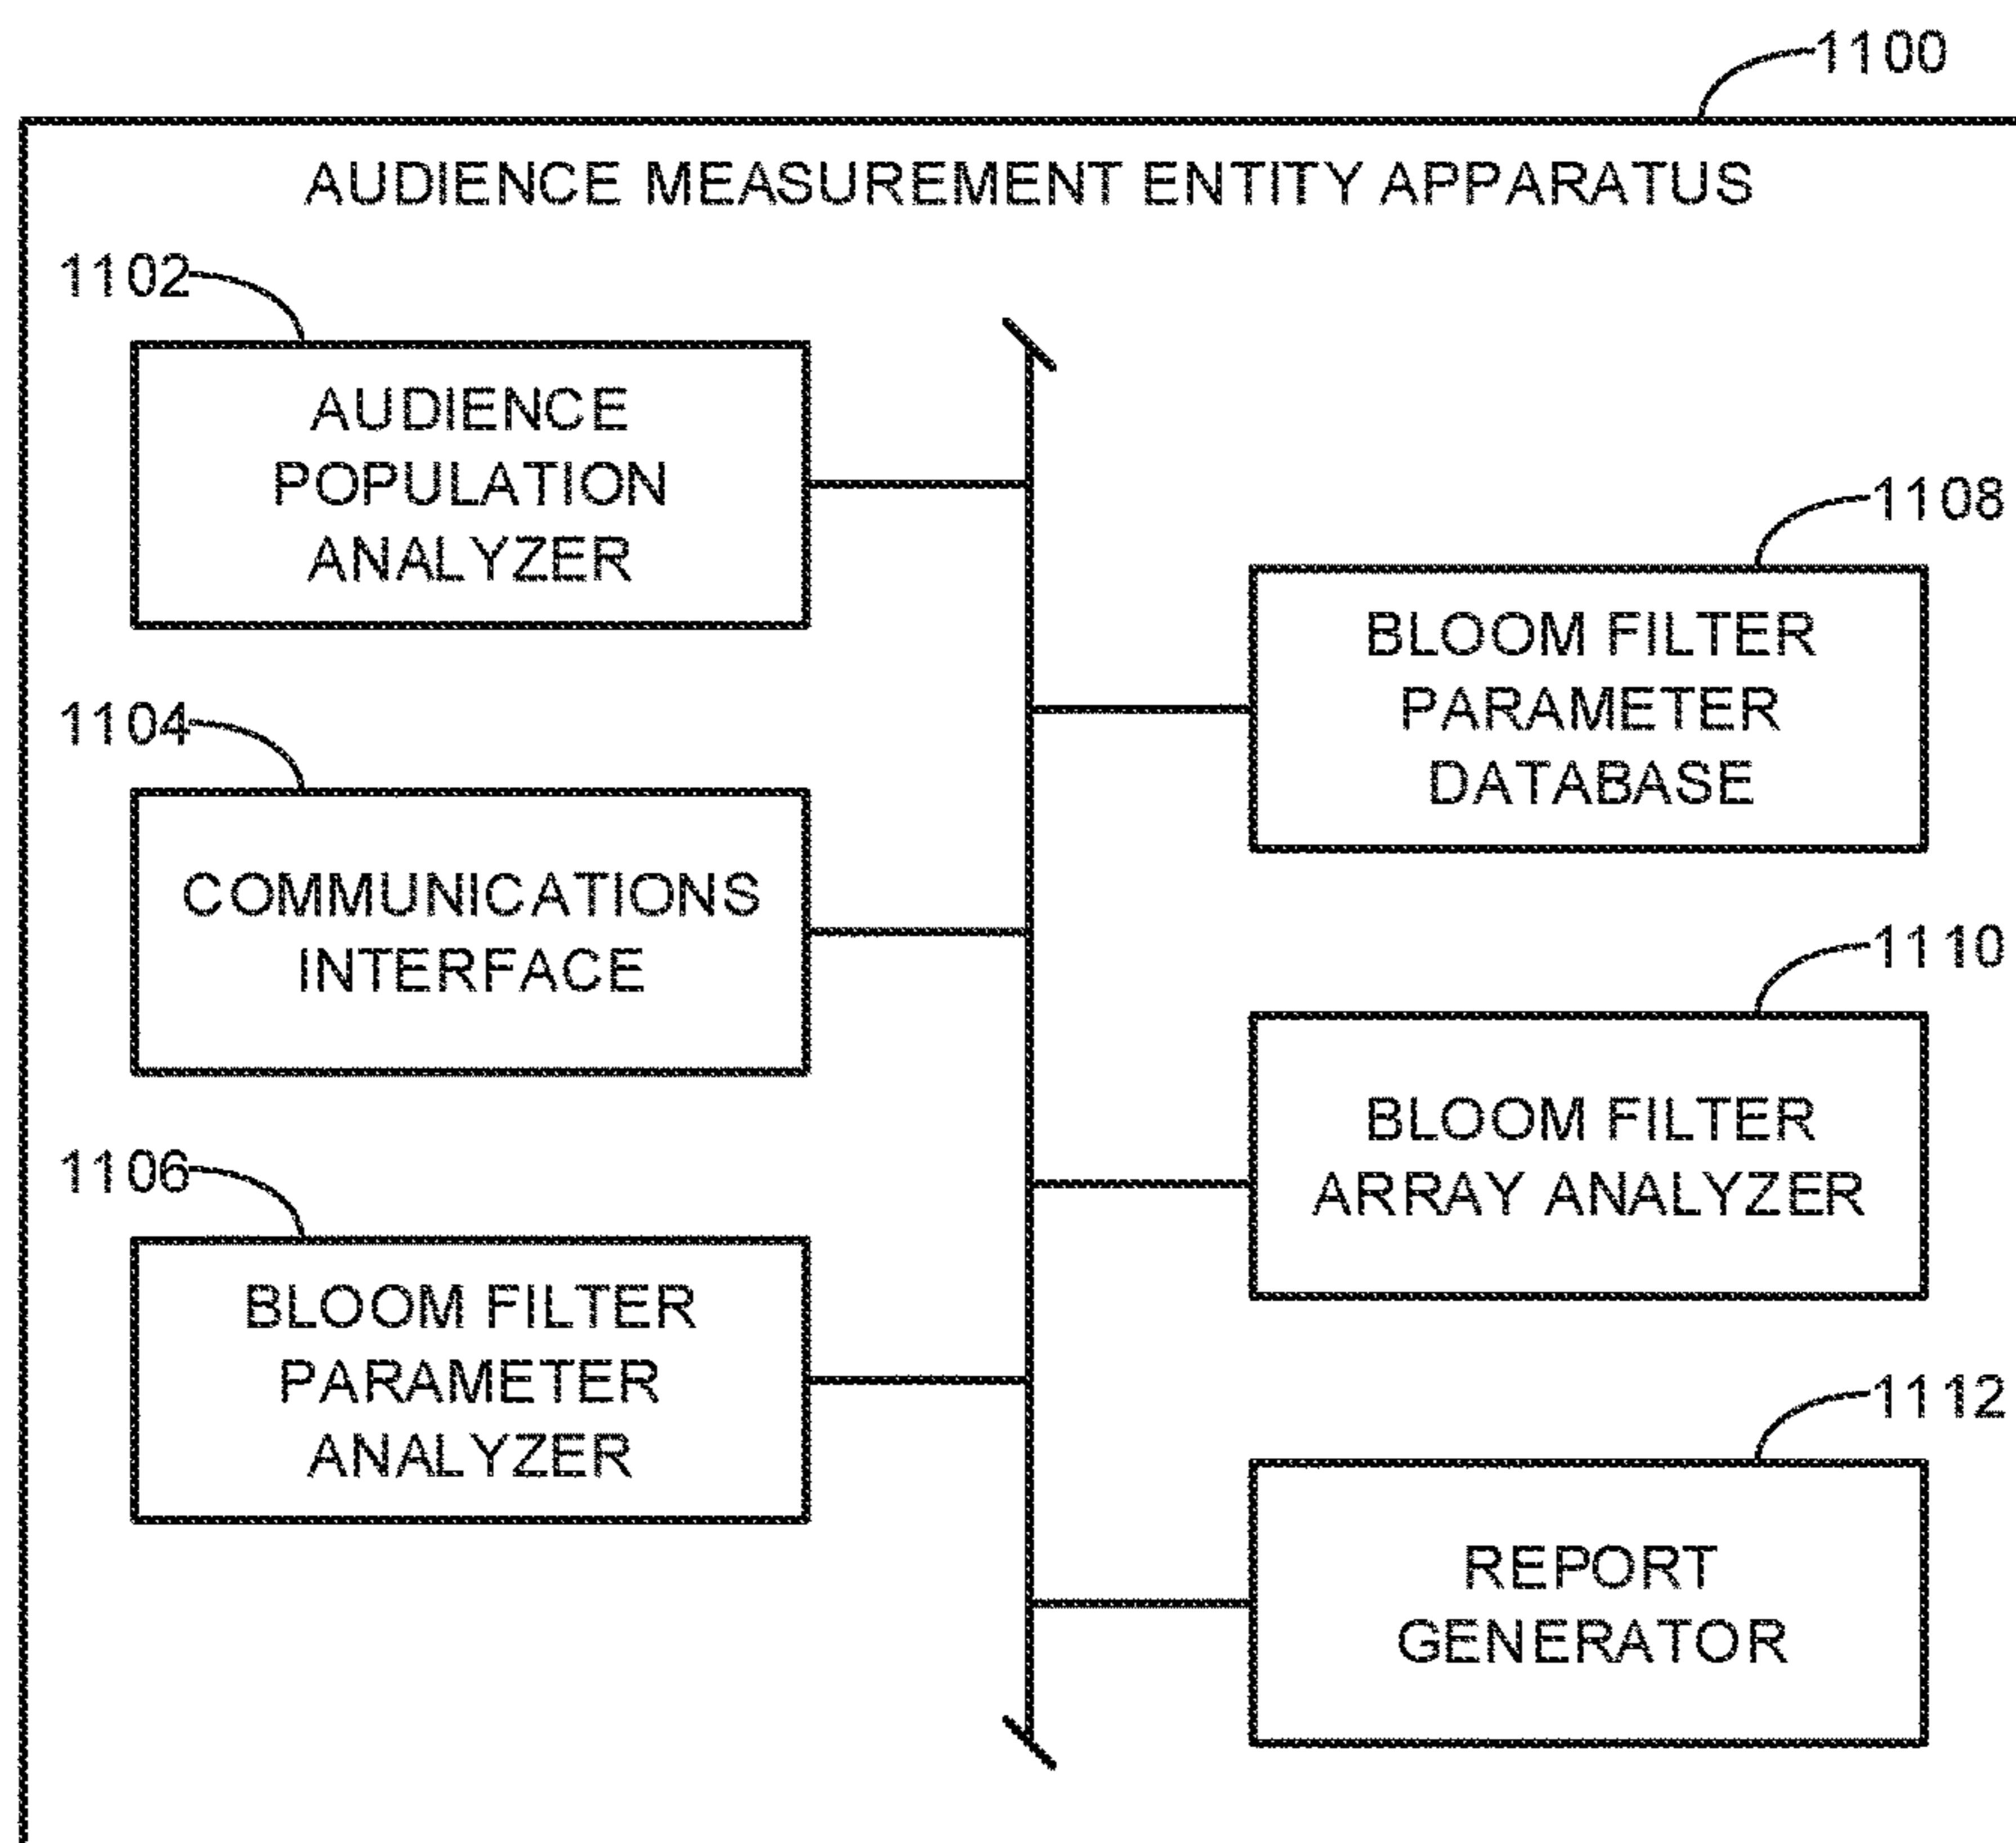 1100
AUDIENCE MEASUREMENT ENTITY APPARATUS
1102
AUDIENCE
POPULATION
ANALYZER
1104
COMMUNICATIONS
INTERFACE
1106
BLOOM FILTER
PARAMETER
ANALYZER
1108
BLOOM FILTER
PARAMETER
DATABASE
1110
BLOOM FILTER
ARRAY ANALYZER
1112
REPORT
GENERATOR